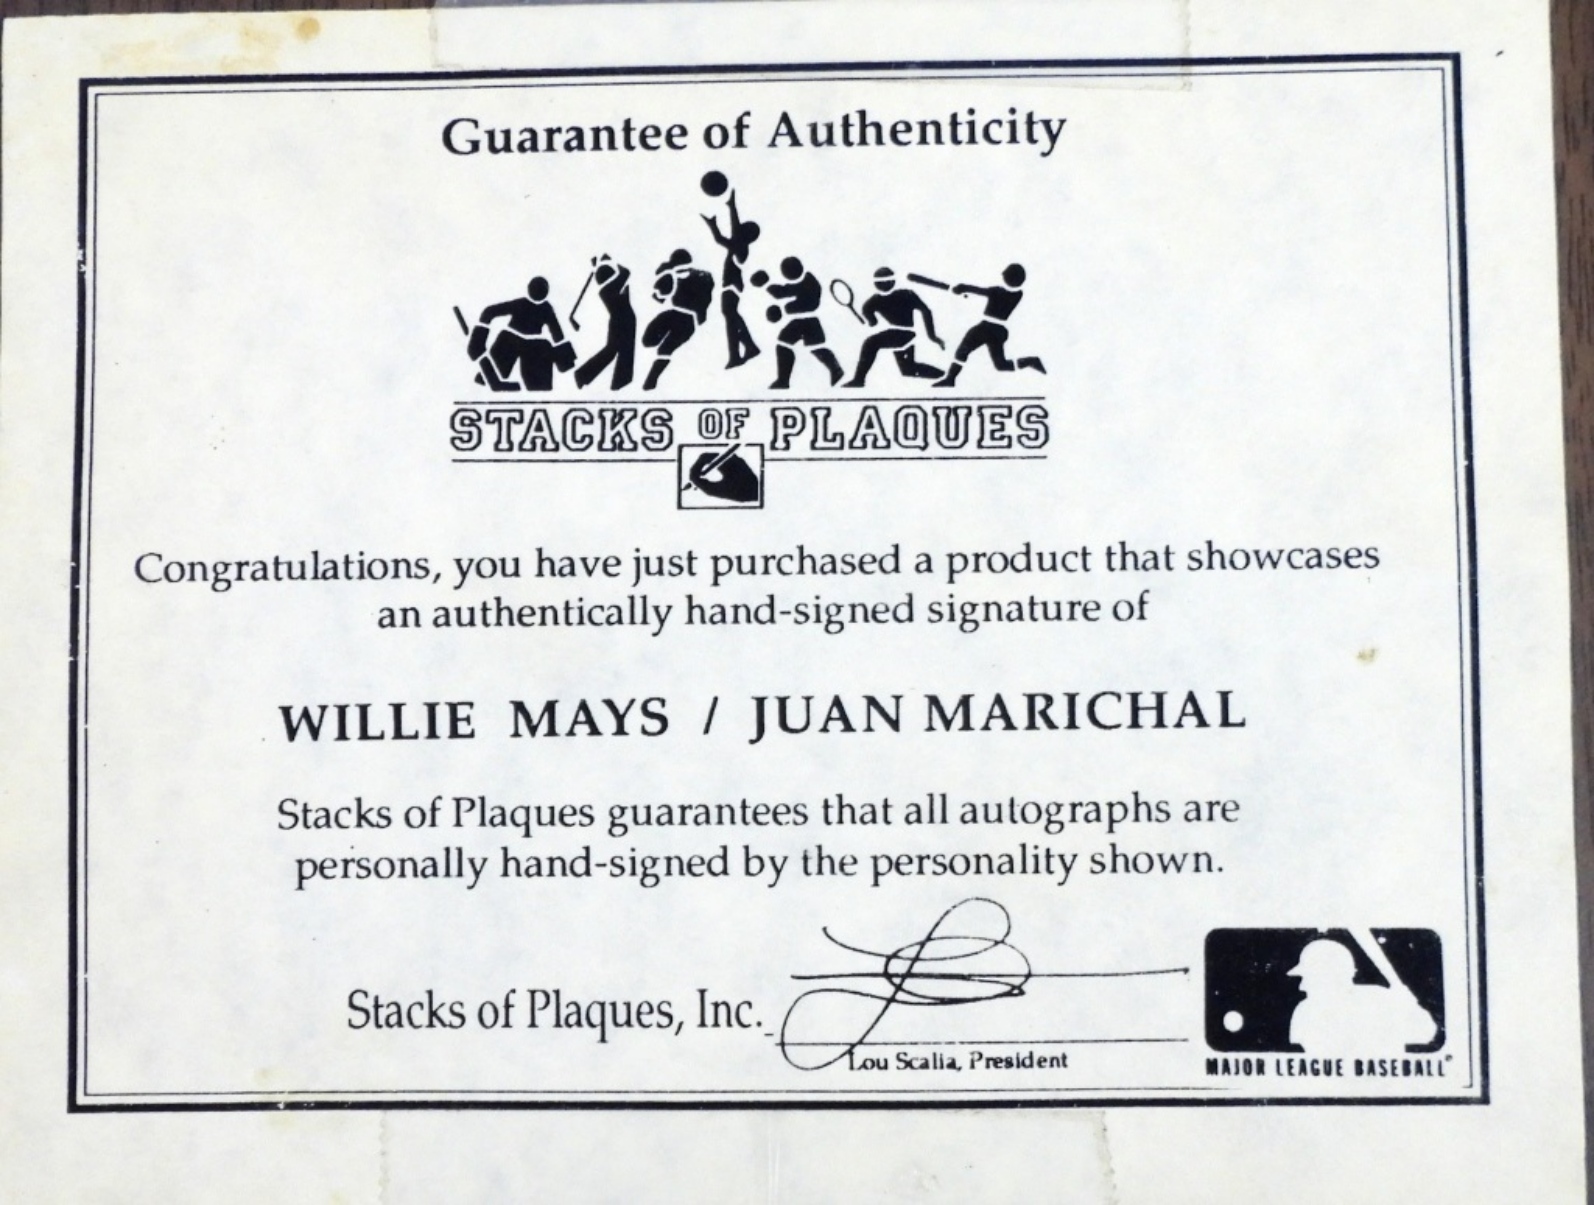 Guarantee of Authenticity
STACKS OF PLAQUES
Congratulations, you have just purchased a product that showcases
an authentically hand-signed signature of
WILLIE MAYS / JUAN MARICHAL
Stacks of Plaques guarantees that all autographs are
personally hand-signed by the personality shown.
Stacks of Plaques, Inc.
Lou Scalia, President
MAJOR LEAGUE BASEBALL®